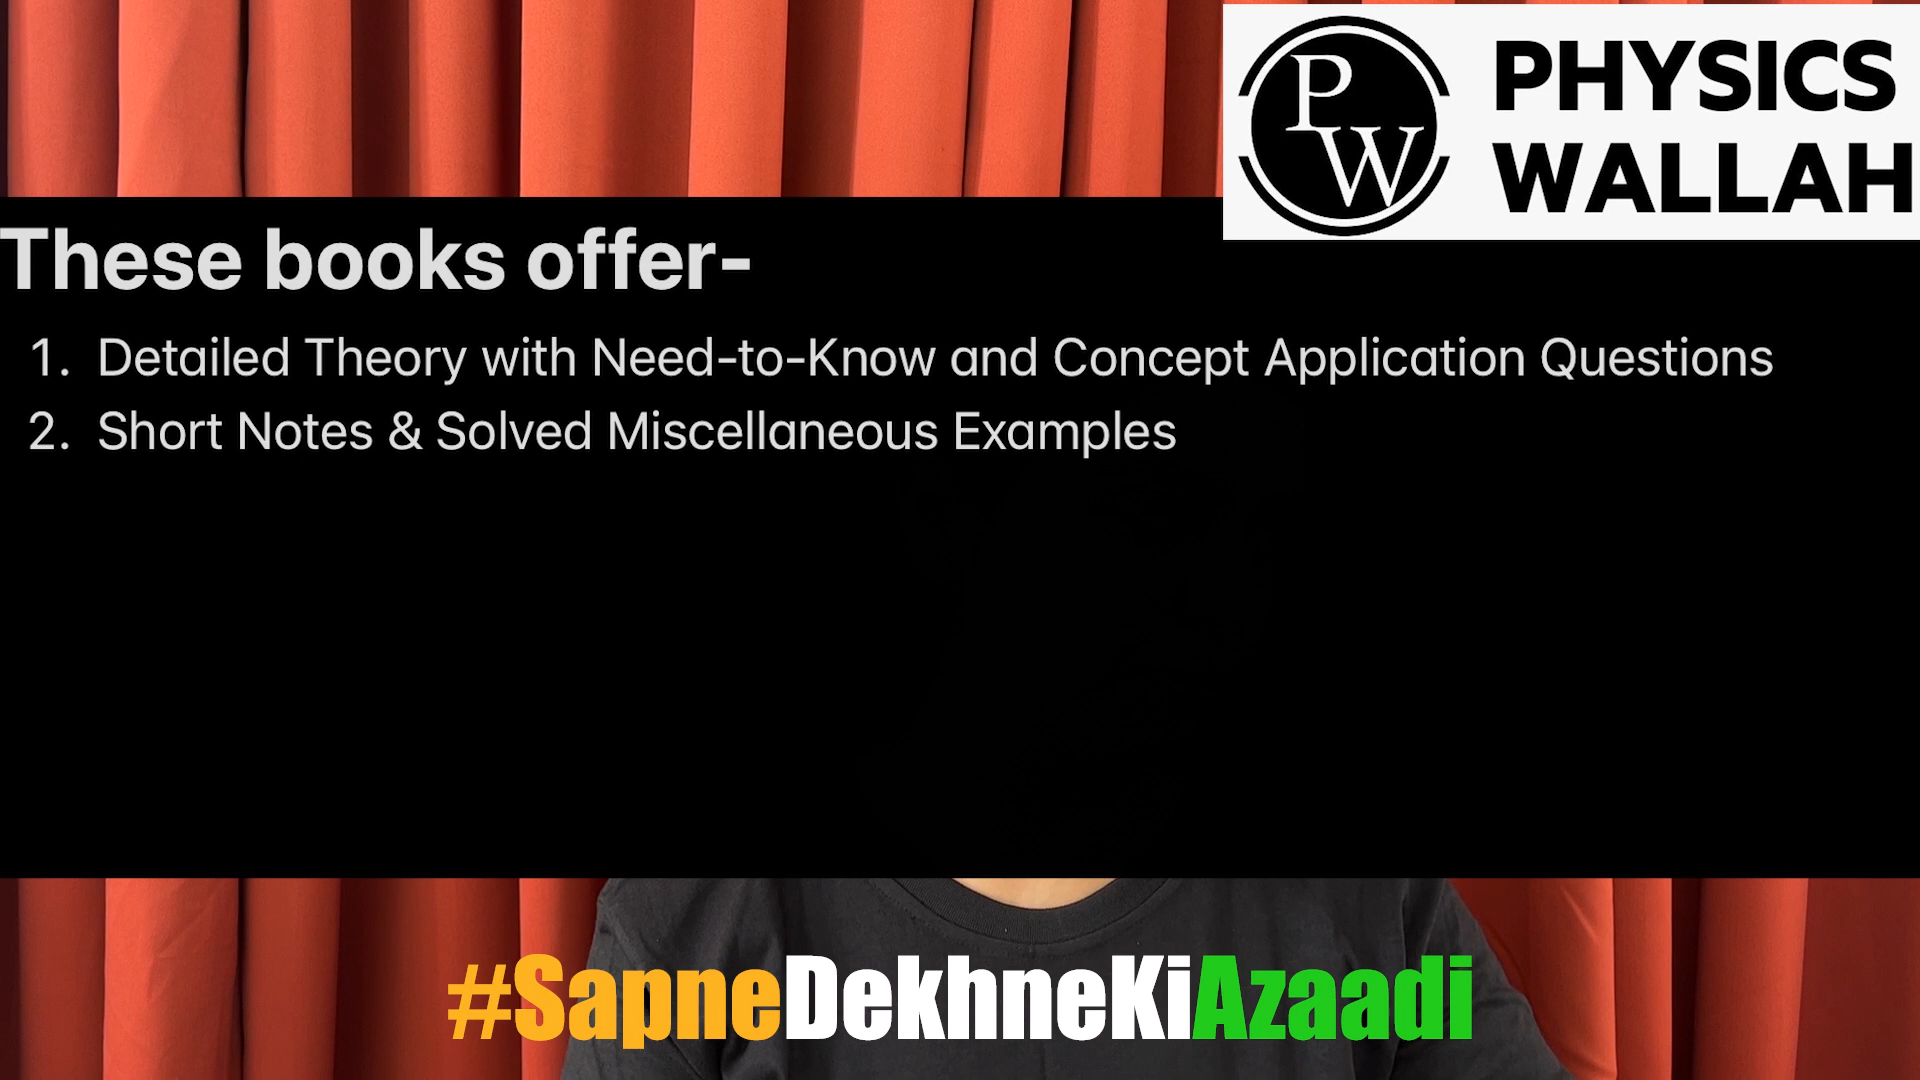 PW
PHYSICS
WALLAH
These books offer-
1. Detailed Theory with Need-to-Know and Concept Application Questions
2. Short Notes & Solved Miscellaneous Examples
#SapneDekhneKiAzaadi